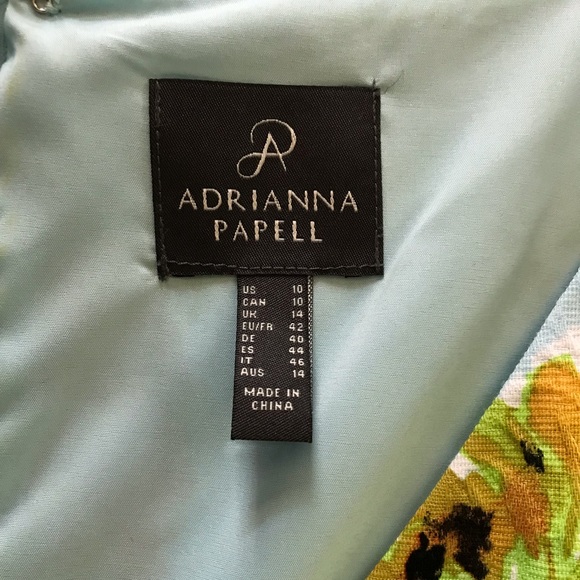 AP
ADRIANNA
PAPELL
US 10
CAN 10
UK 14
EU/FR 42
DE 40
ES 44
IT 46
AUS 14
MADE IN
CHINA